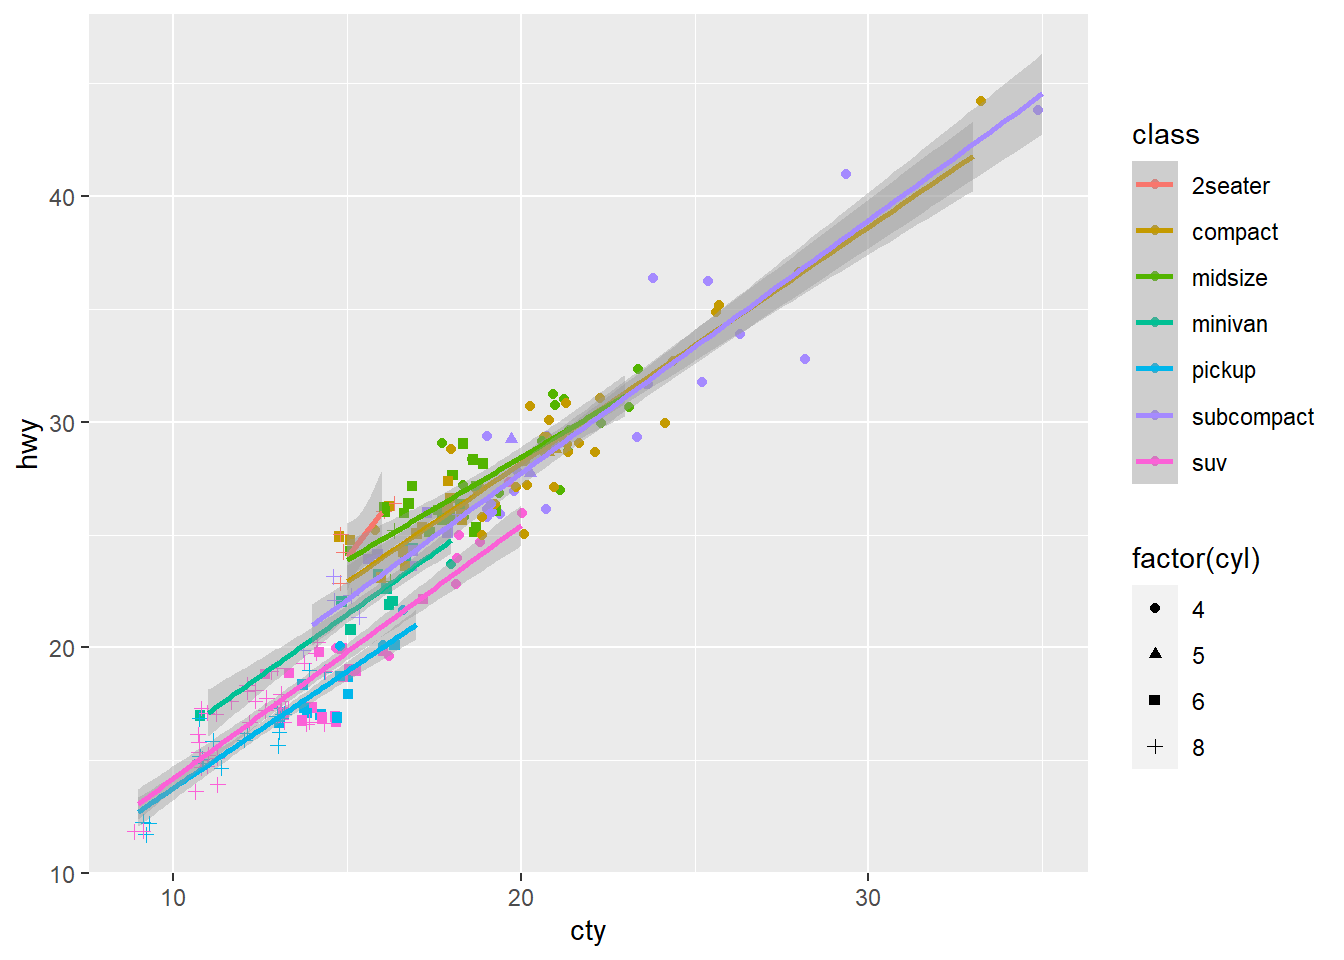 hwy
40
30
20
10
10
20
30
cty
class
2seater
compact
midsize
minivan
pickup
subcompact
suv
factor(cyl)
4
5
6
8